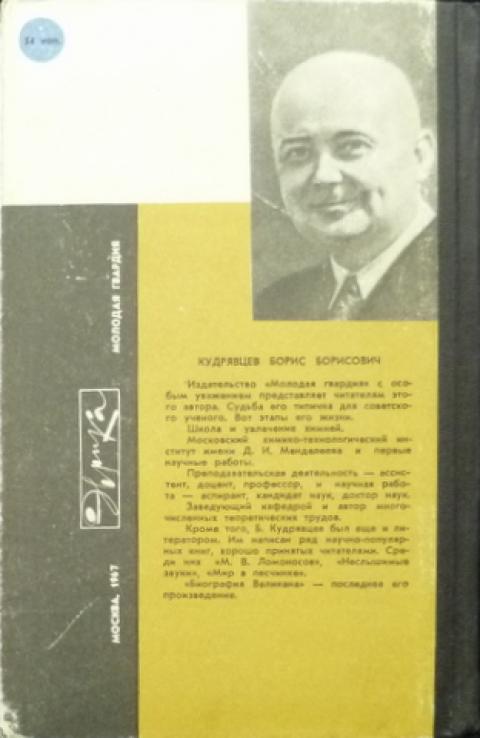 54 коп.
КУДРЯВЦЕВ БОРИС БОРИСОВИЧ
Издательство «Молодая гвардия» с осо-
бым уважением представляет читателям это-
го автора. Судьба его типична для советско-
го ученого. Вот этапы его жизни.
Школа и увлечение химией.
Московский химико-технологический ин-
ститут имени Д. И. Менделеева и первые
научные работы.
Преподавательская деятельность — ассис-
тент, доцент, профессор, и научная рабо-
та — аспирант, кандидат наук, доктор наук.
Заведующий кафедрой и автор много-
численных теоретических трудов.
Кроме того, Б. Кудрявцев был еще и ли-
тератором. Им написан ряд научно-популяр-
ных книг, хорошо принятых читателями. Сре-
ди них «М. В. Ломоносов», «Неслышимые
звуки», «Мир в песчинке».
«Биография Великана» — последнее его
произведение.
МОЛОДАЯ ГВАРДИЯ
Эврика
МОСКВА, 1967